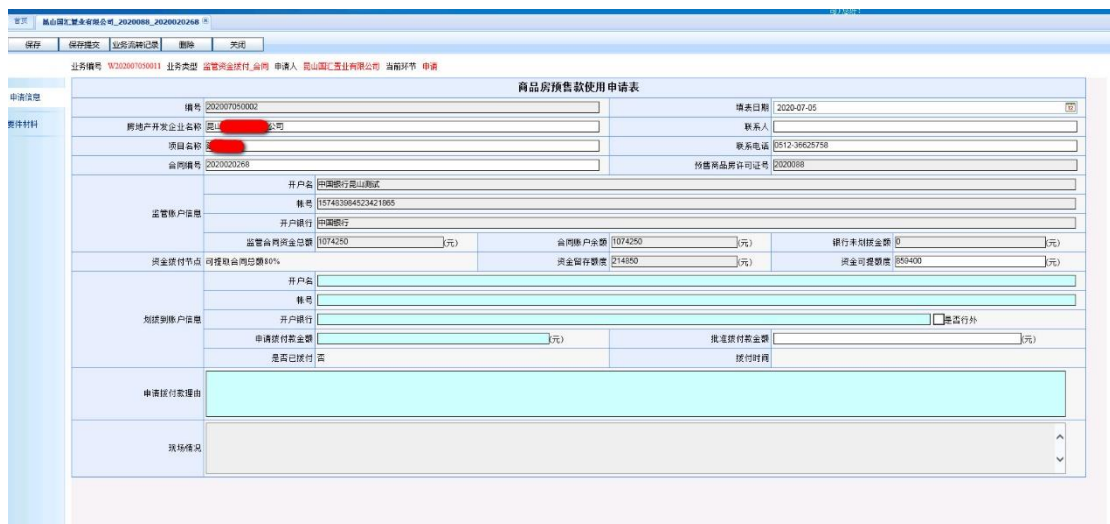 首页 昆山国汇置业有限公司_2020088_2020020268
保存 保存提交 业务流转记录 删除 关闭
业务编号 W202007050011 业务类型 监管资金拨付_合同 申请人 昆山国汇置业有限公司 当前环节 申请
申请信息
要件材料
商品房预售款使用申请表
编号 202007050002 填表日期 2020-07-05
房地产开发企业名称 昆山 公司 联系人
项目名称 联系电话 0512-36625758
合同编号 2020020268 预售商品房许可证号 2020088
监管账户信息
开户名 中国银行昆山测试
帐号 157483984523421865
开户银行 中国银行
监管合同资金总额 1074250 (元) 合同账户余额 1074250 (元) 银行未划拨金额 0 (元)
资金拨付节点 可提取合同总额80% 资金留存额度 214850 (元) 资金可提额度 859400 (元)
划拨到账户信息
开户名
帐号
开户银行 是否行外
申请拨付款金额 (元) 批准拨付款金额 (元)
是否已拨付 否 拨付时间
申请拨付款理由
现场情况